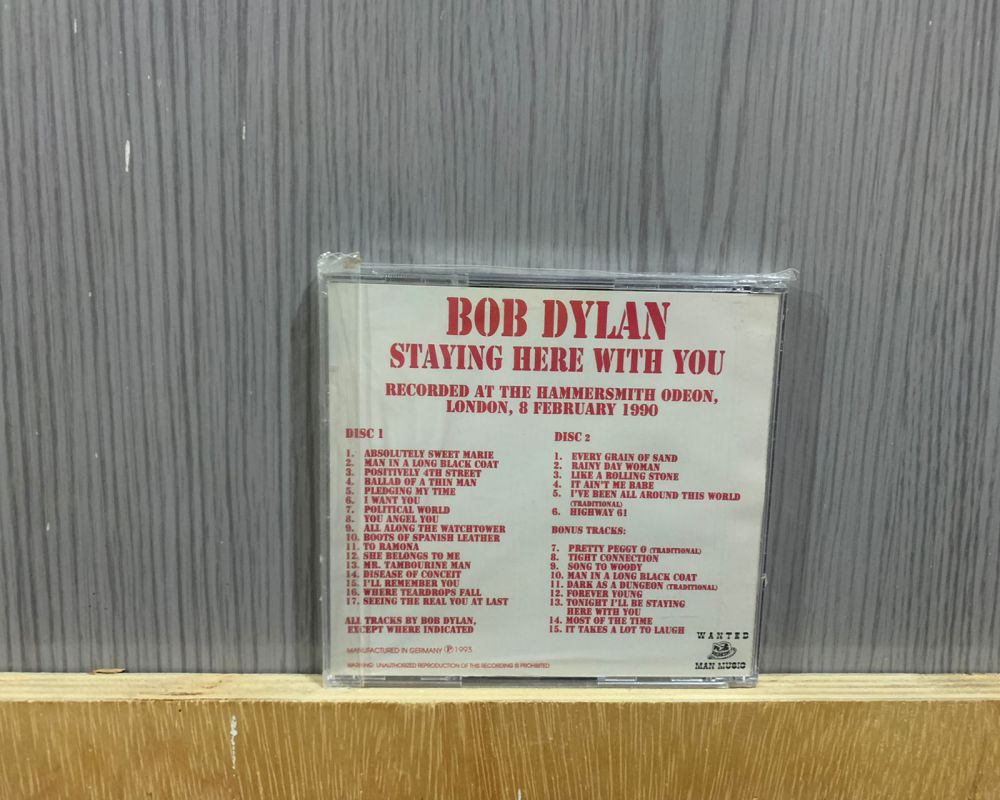 BOB DYLAN
STAYING HERE WITH YOU
RECORDED AT THE HAMMERSMITH ODEON,
LONDON, 8 FEBRUARY 1990
DISC 1
1. ABSOLUTELY SWEET MARIE
2. MAN IN A LONG BLACK COAT
3. POSITIVELY 4TH STREET
4. BALLAD OF A THIN MAN
5. PLEDGING MY TIME
6. I WANT YOU
7. POLITICAL WORLD
8. YOU ANGEL YOU
9. ALL ALONG THE WATCHTOWER
10. BOOTS OF SPANISH LEATHER
11. TO RAMONA
12. SHE BELONGS TO ME
13. MR. TAMBOURINE MAN
14. DISEASE OF CONCEIT
15. I'LL REMEMBER YOU
16. WHERE TEARDROPS FALL
17. SEEING THE REAL YOU AT LAST
ALL TRACKS BY BOB DYLAN,
EXCEPT WHERE INDICATED
MANUFACTURED IN GERMANY ℗ 1993
WARNING: UNAUTHORIZED REPRODUCTION OF THIS RECORDING IS PROHIBITED
DISC 2
1. EVERY GRAIN OF SAND
2. RAINY DAY WOMAN
3. LIKE A ROLLING STONE
4. IT AIN'T ME BABE
5. I'VE BEEN ALL AROUND THIS WORLD
(TRADITIONAL)
6. HIGHWAY 61
BONUS TRACKS:
7. PRETTY PEGGY O (TRADITIONAL)
8. TIGHT CONNECTION
9. SONG TO WOODY
10. MAN IN A LONG BLACK COAT
11. DARK AS A DUNGEON (TRADITIONAL)
12. FOREVER YOUNG
13. TONIGHT I'LL BE STAYING
HERE WITH YOU
14. MOST OF THE TIME
15. IT TAKES A LOT TO LAUGH
WANTED
MAN MUSIC